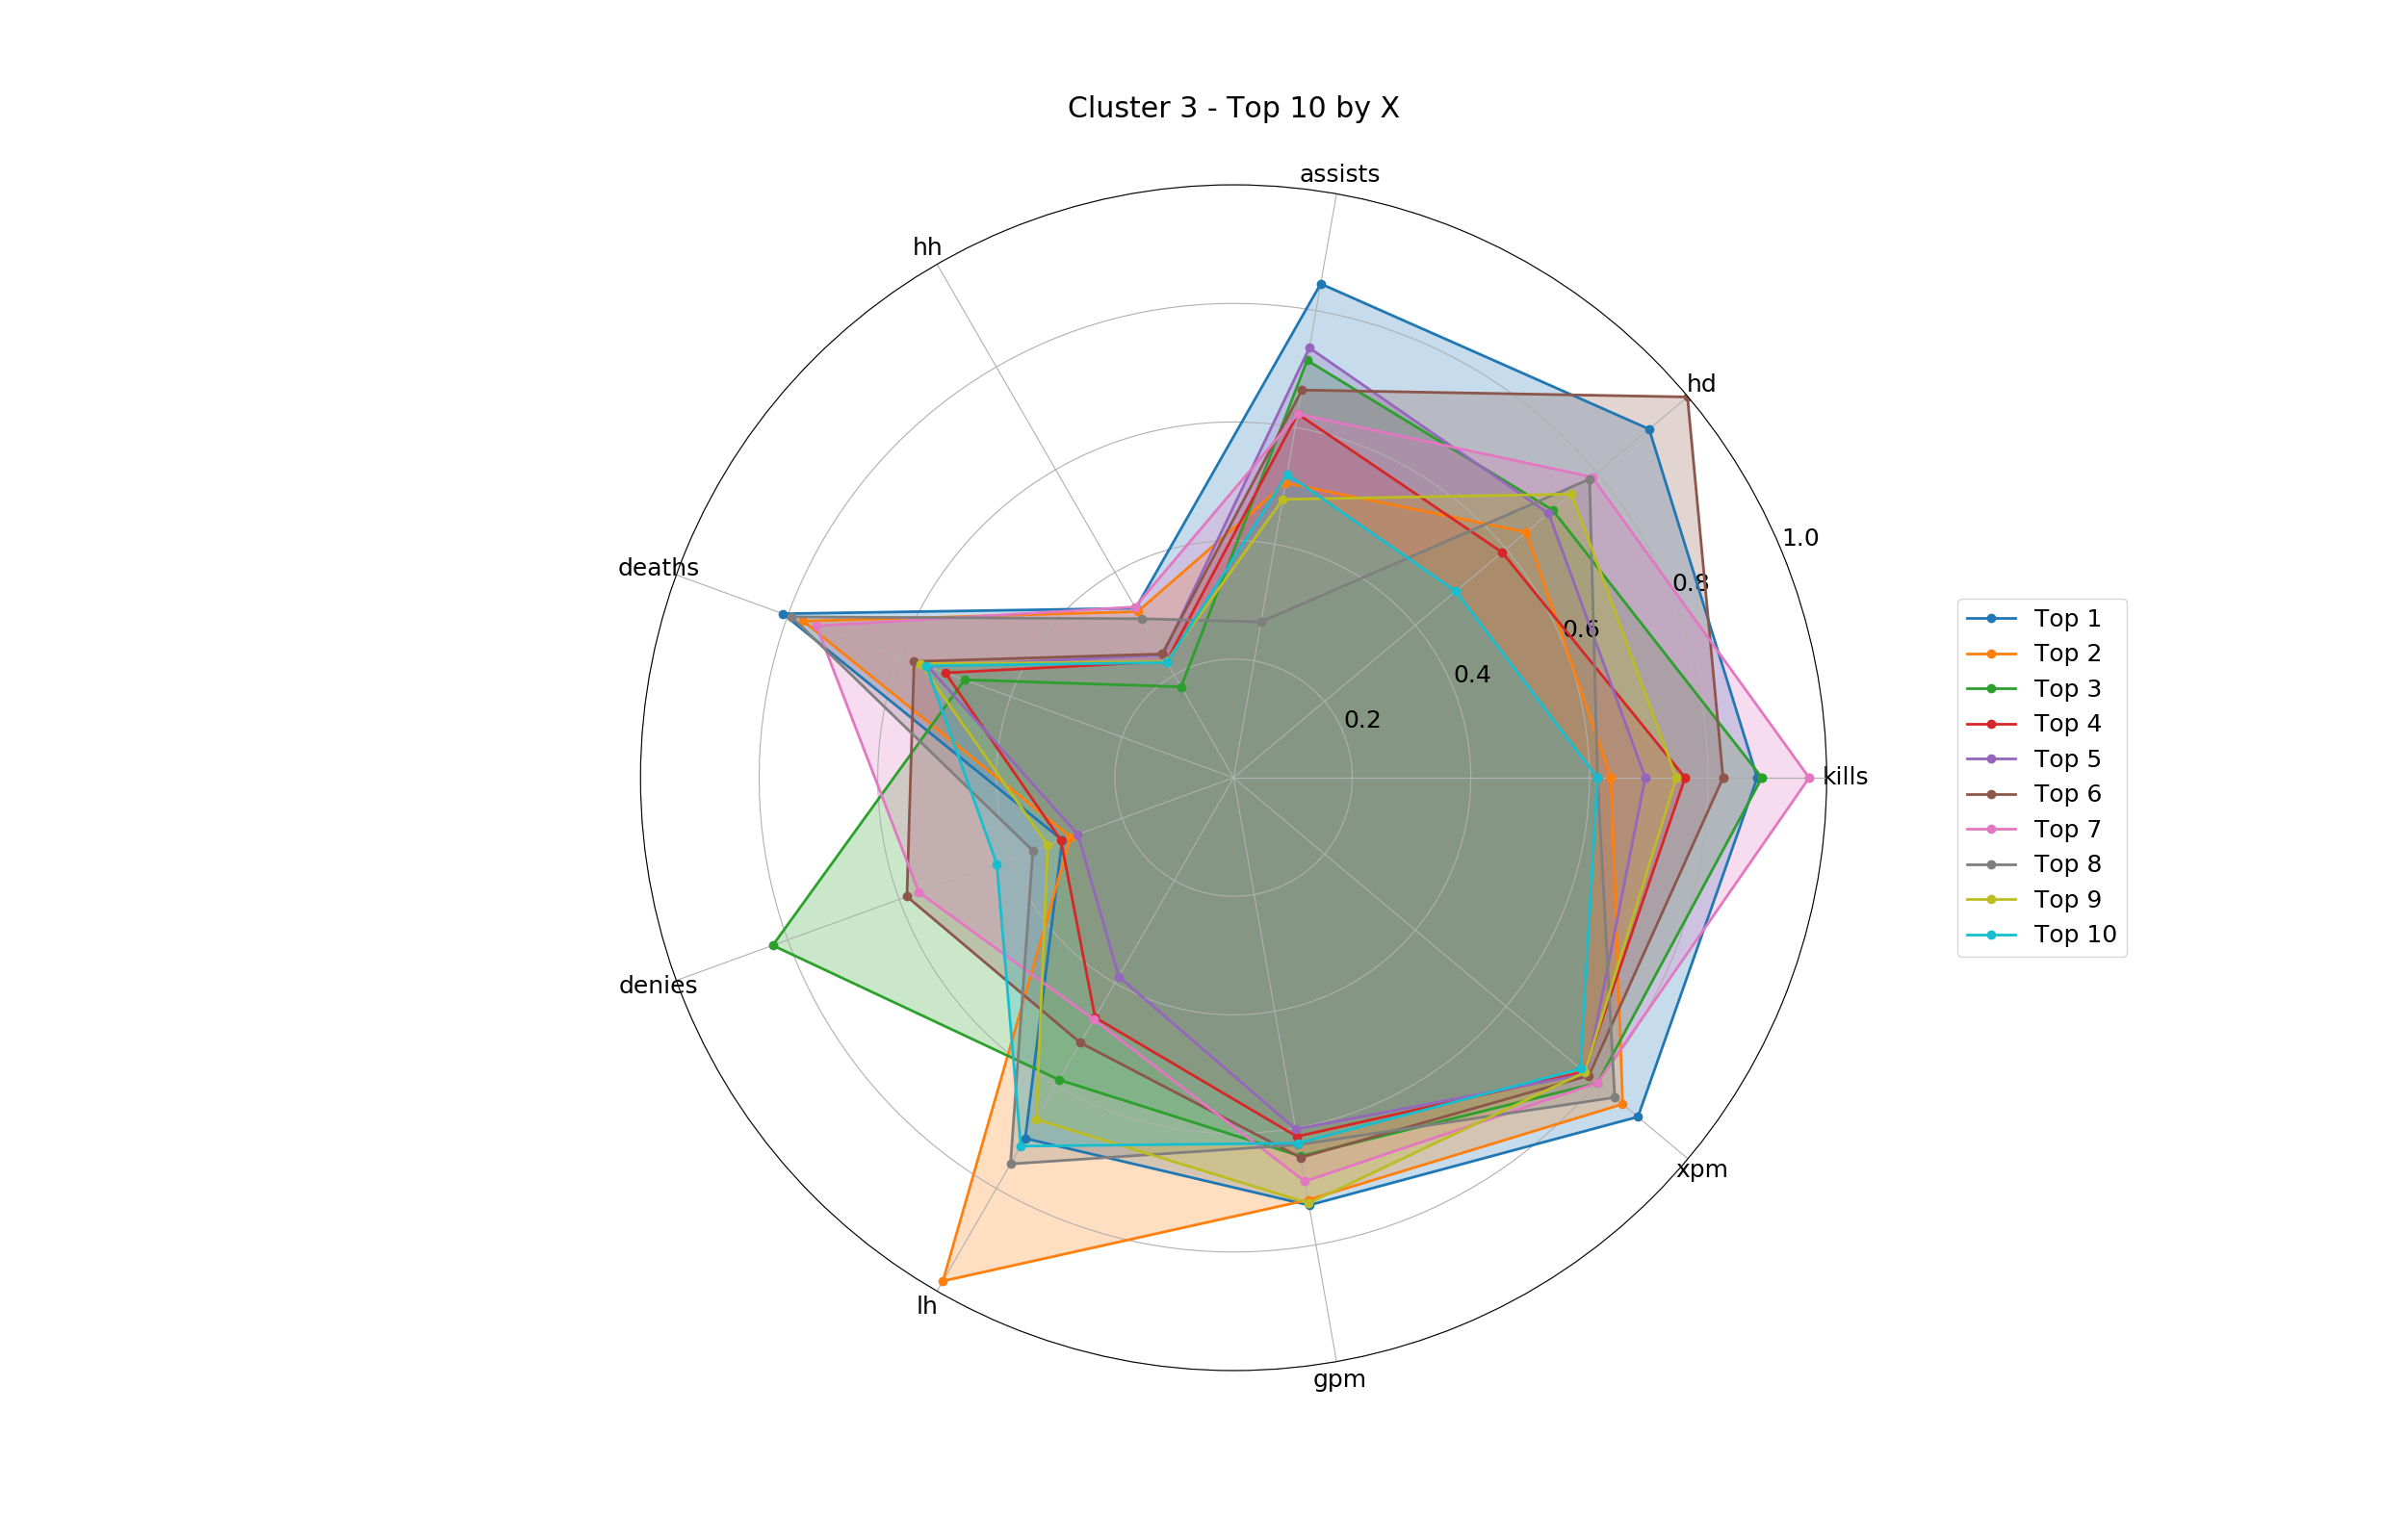 Cluster 3 - Top 10 by X
assists
hh
hd
deaths
1.0
0.8
0.6
0.4
0.2
kills
denies
xpm
lh
gpm
Top 1
Top 2
Top 3
Top 4
Top 5
Top 6
Top 7
Top 8
Top 9
Top 10